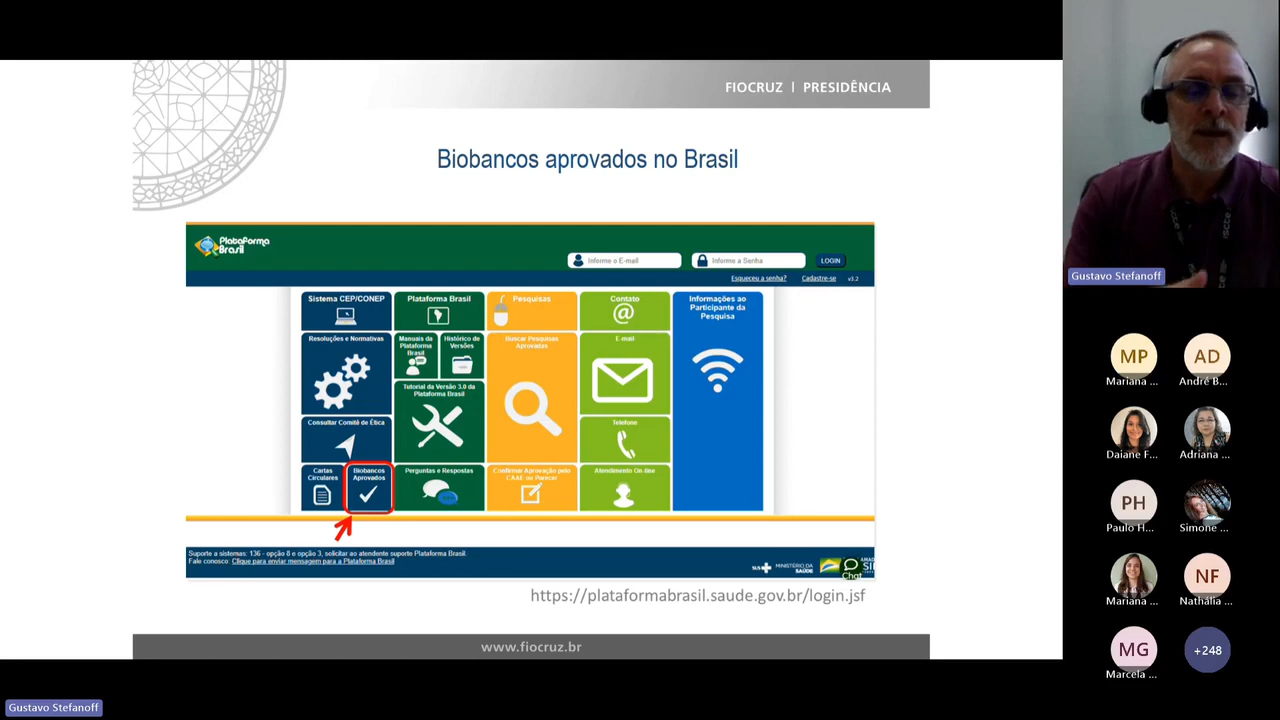 FIOCRUZ | PRESIDÊNCIA
Biobancos aprovados no Brasil
Plataforma
Brasil
Informe o E-mail
Informe a Senha
LOGIN
Esqueceu a senha?
Cadastre-se
v3.2
Sistema CEP/CONEP
Plataforma Brasil
Pesquisas
Contato
Informações ao
Participante da
Pesquisa
Resoluções e Normativas
Manuais da
Plataforma
Brasil
Histórico de
Versões
Buscar Pesquisas
Aprovadas
E-mail
Tutorial da Versão 3.0 da
Plataforma Brasil
Consultar Comitê de Ética
Telefone
Cartas
Circulares
Biobancos
Aprovados
Perguntas e Respostas
Confirmar Aprovação pelo
CAAE ou Parecer
Atendimento On-line
Suporte a sistemas: 136 - opção 8 e opção 3, solicitar ao atendente suporte Plataforma Brasil.
Fale conosco: Clique para enviar mensagem para a Plataforma Brasil
SUS
MINISTÉRIO DA
SAÚDE
Chat
https://plataformabrasil.saude.gov.br/login.jsf
www.fiocruz.br
Gustavo Stefanoff
Gustavo Stefanoff
MP
Mariana ...
AD
André B...
Daiane F...
Adriana ...
PH
Paulo H...
Simone ...
Mariana ...
NF
Nathália ...
MG
Marcela ...
+248